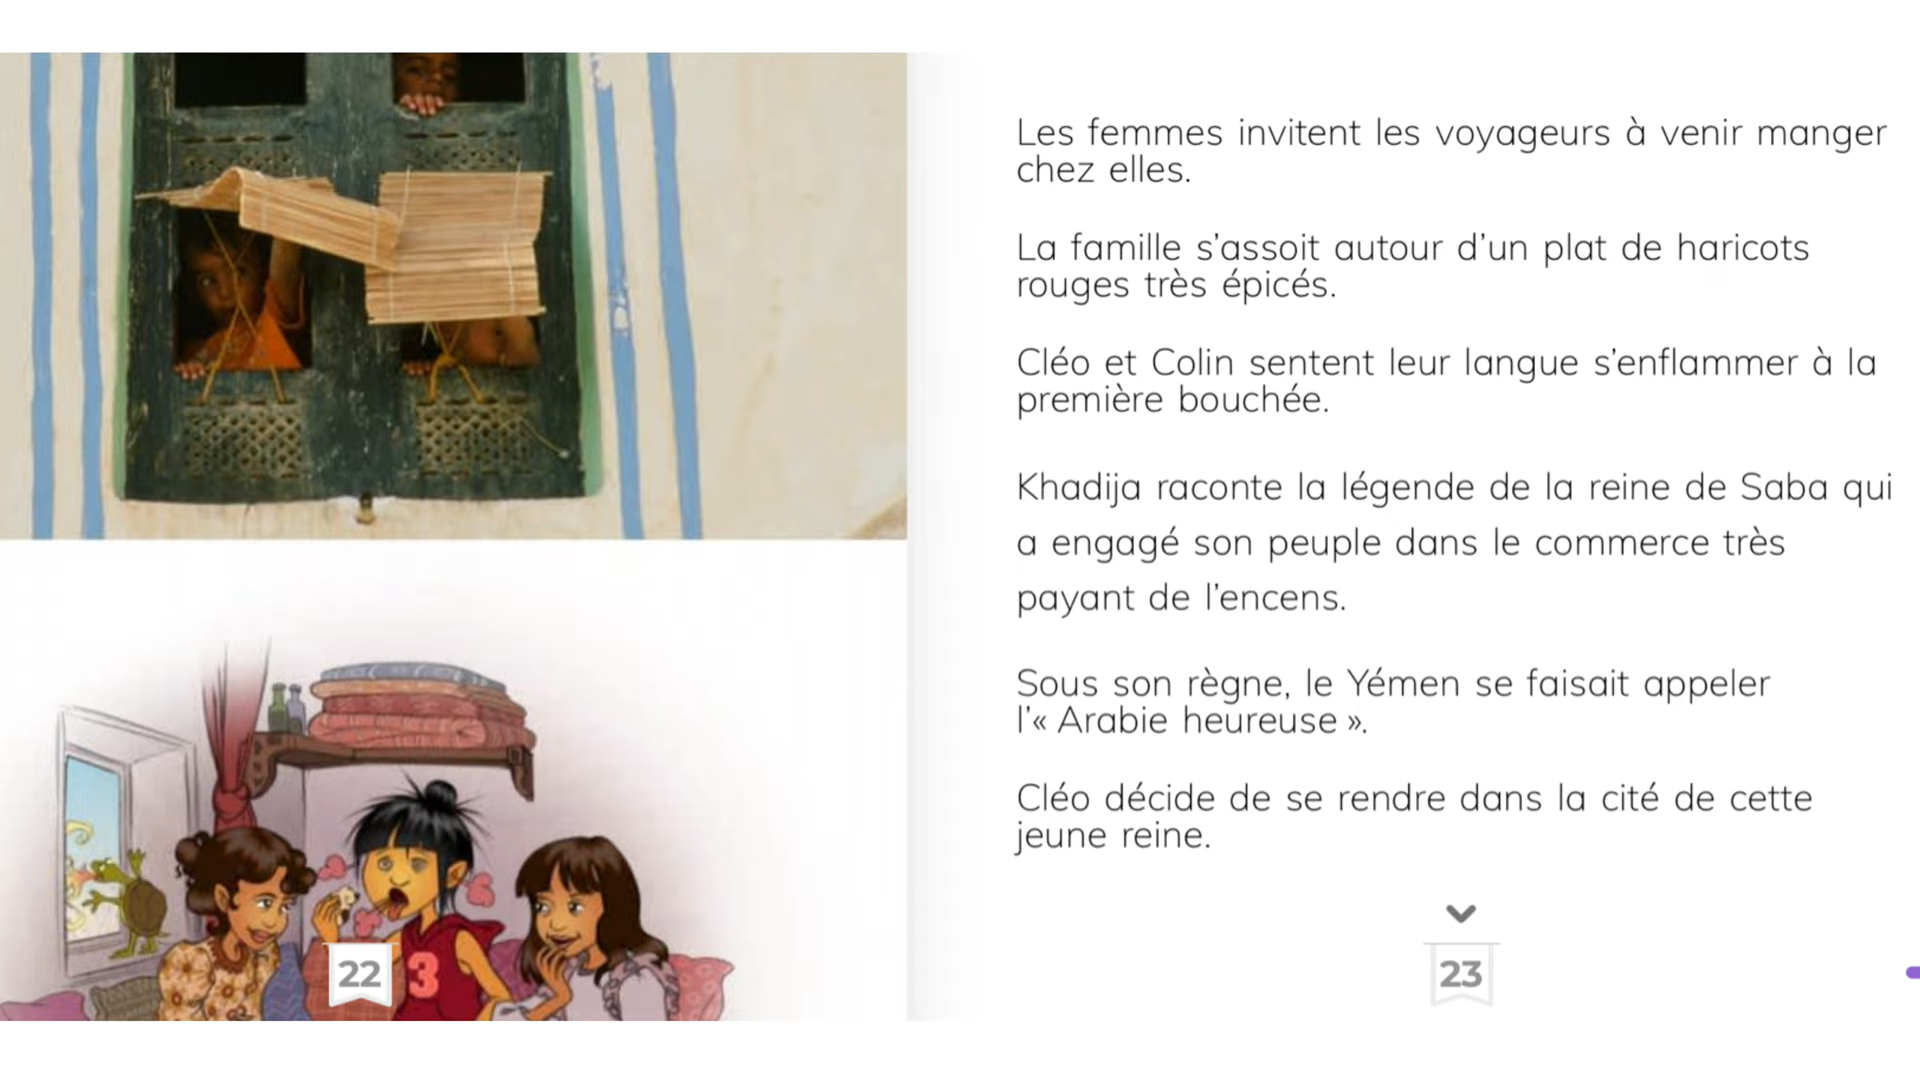 Les femmes invitent les voyageurs à venir manger
chez elles.
La famille s’assoit autour d’un plat de haricots
rouges très épicés.
Cléo et Colin sentent leur langue s’enflammer à la
première bouchée.
Khadija raconte la légende de la reine de Saba qui
a engagé son peuple dans le commerce très
payant de l’encens.
Sous son règne, le Yémen se faisait appeler
l’« Arabie heureuse ».
Cléo décide de se rendre dans la cité de cette
jeune reine.
3
22
23